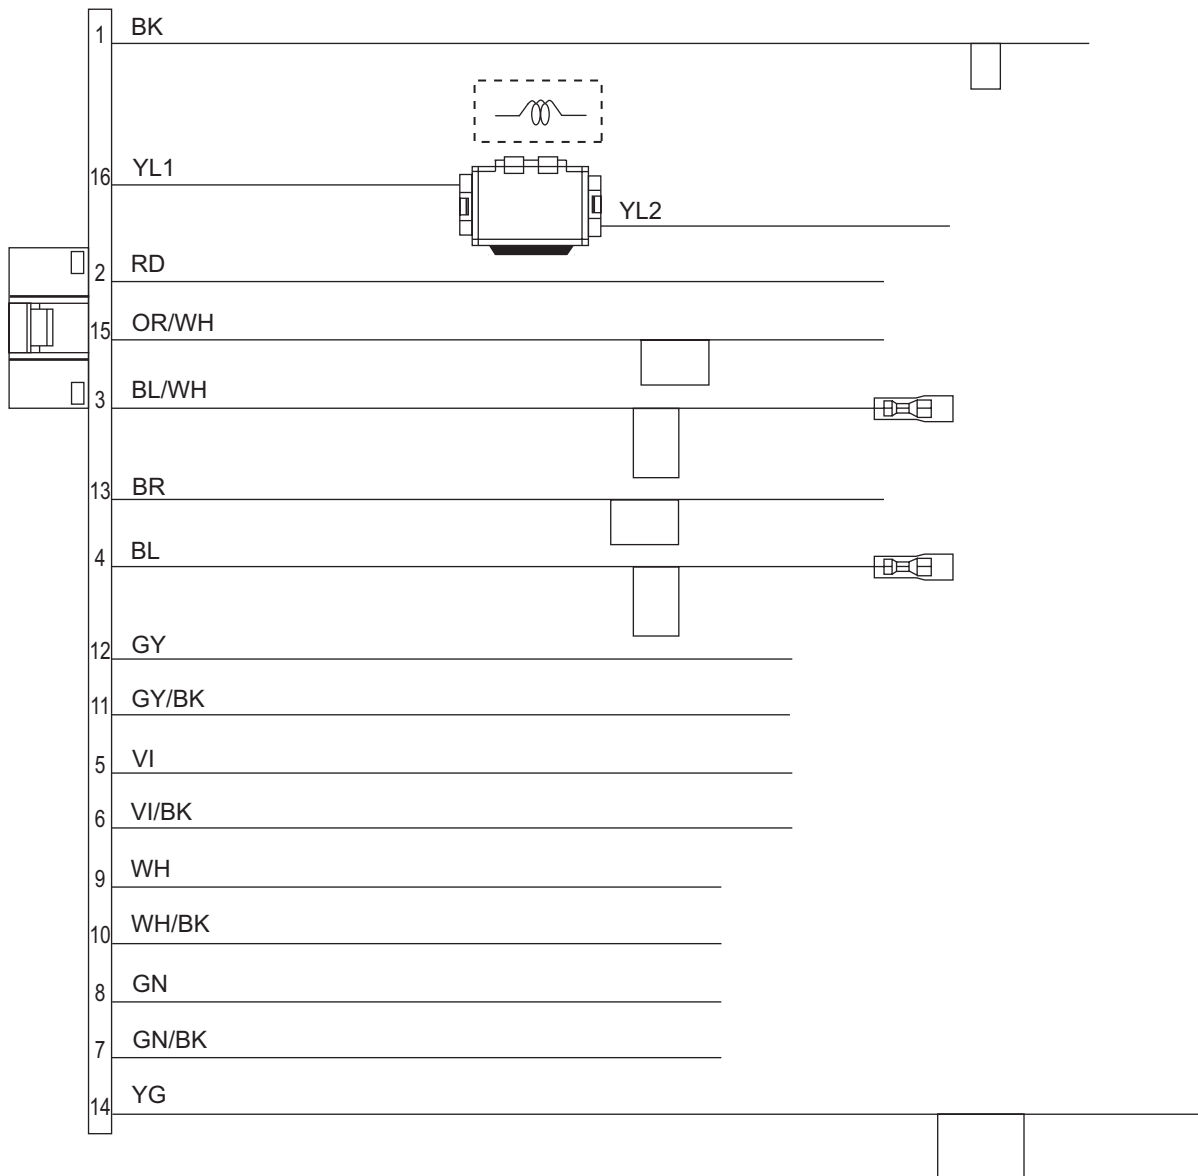 1 BK
16 YL1
YL2
2 RD
15 OR/WH
3 BL/WH
13 BR
4 BL
12 GY
11 GY/BK
5 VI
6 VI/BK
9 WH
10 WH/BK
8 GN
7 GN/BK
14 YG